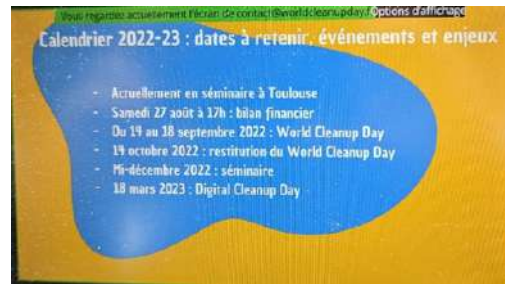 Vous regardez actuellement l'écran de contact@worldcleanupday.f Options d'affichage
Calendrier 2022-23 : dates à retenir, événements et enjeux
- Actuellement en séminaire à Toulouse
- Samedi 27 août à 17h : bilan financier
- Du 14 au 18 septembre 2022 : World Cleanup Day
- 14 octobre 2022 : restitution du World Cleanup Day
- Mi-décembre 2022 : séminaire
- 18 mars 2023 : Digital Cleanup Day